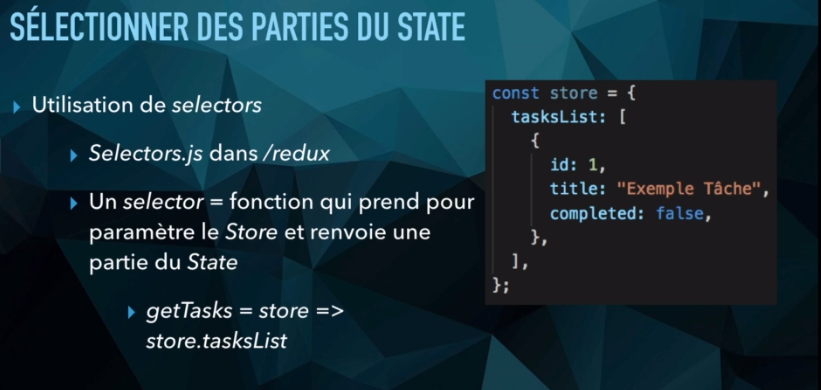 SÉLECTIONNER DES PARTIES DU STATE
Utilisation de selectors
Selectors.js dans /redux
Un selector = fonction qui prend pour
paramètre le Store et renvoie une
partie du State
getTasks = store =>
store.tasksList
const store = {
tasksList: [
{
id: 1,
title: "Exemple Tâche",
completed: false,
},
],
};